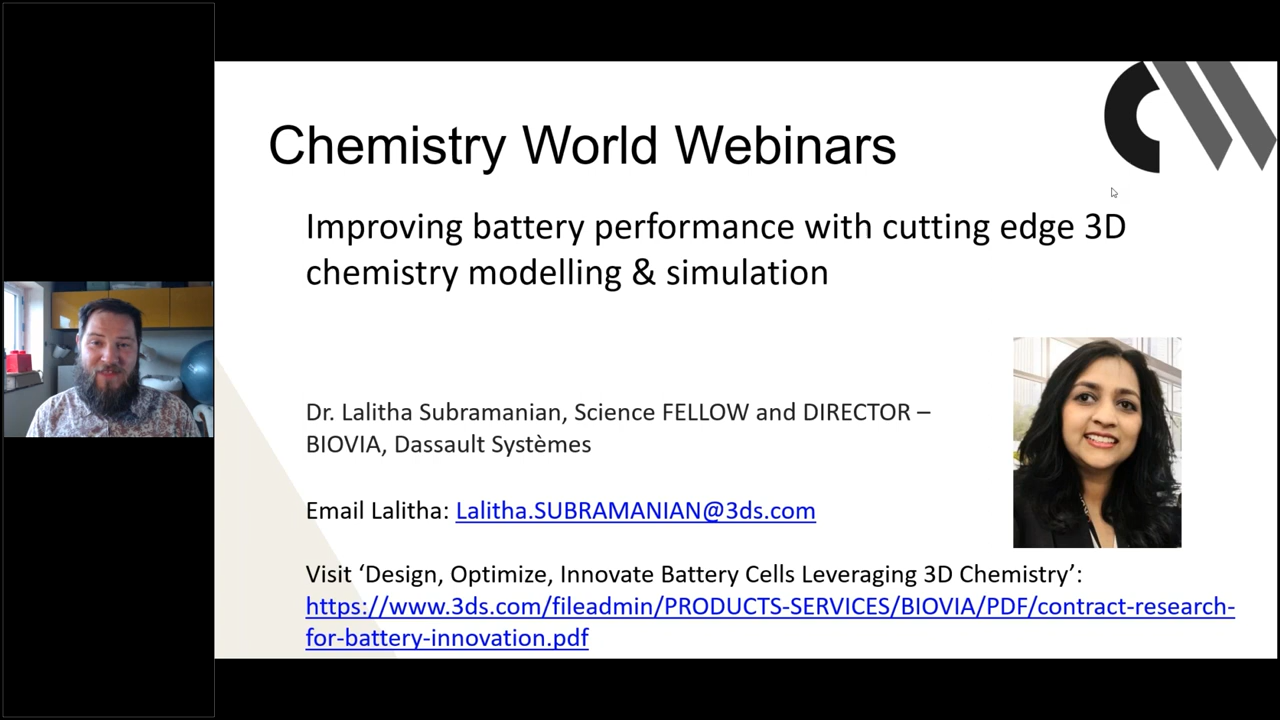 Chemistry World Webinars
Improving battery performance with cutting edge 3D
chemistry modelling & simulation
Dr. Lalitha Subramanian, Science FELLOW and DIRECTOR –
BIOVIA, Dassault Systèmes
Email Lalitha: Lalitha.SUBRAMANIAN@3ds.com
Visit ‘Design, Optimize, Innovate Battery Cells Leveraging 3D Chemistry’:
https://www.3ds.com/fileadmin/PRODUCTS-SERVICES/BIOVIA/PDF/contract-research-
for-battery-innovation.pdf